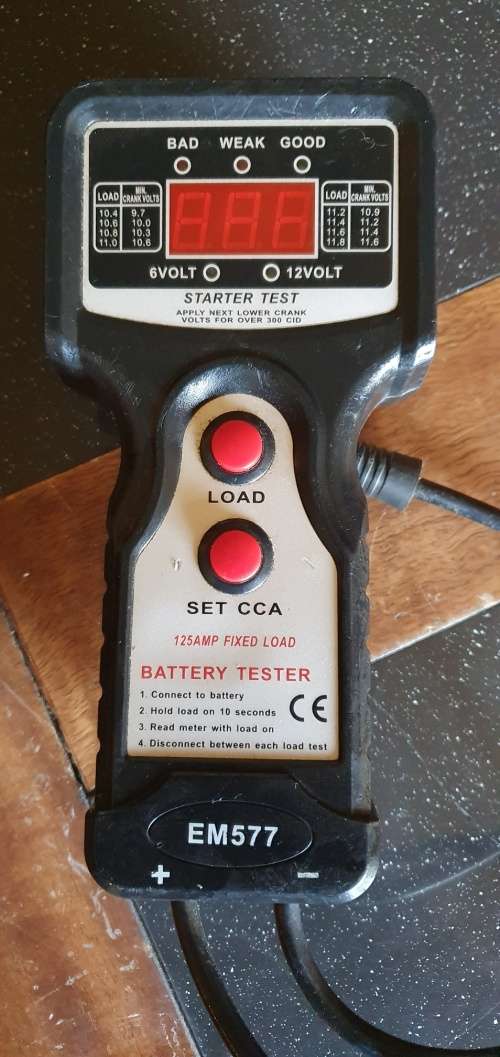 BAD WEAK GOOD
LOAD MIN. CRANK VOLTS
10.4 9.7
10.6 10.0
10.8 10.3
11.0 10.6
LOAD MIN. CRANK VOLTS
11.2 10.9
11.4 11.2
11.6 11.4
11.8 11.6
6VOLT 12VOLT
STARTER TEST
APPLY NEXT LOWER CRANK
VOLTS FOR OVER 300 CID
LOAD
SET CCA
125AMP FIXED LOAD
BATTERY TESTER
1. Connect to battery
2. Hold load on 10 seconds
3. Read meter with load on
4. Disconnect between each load test
CE
EM577
+ −